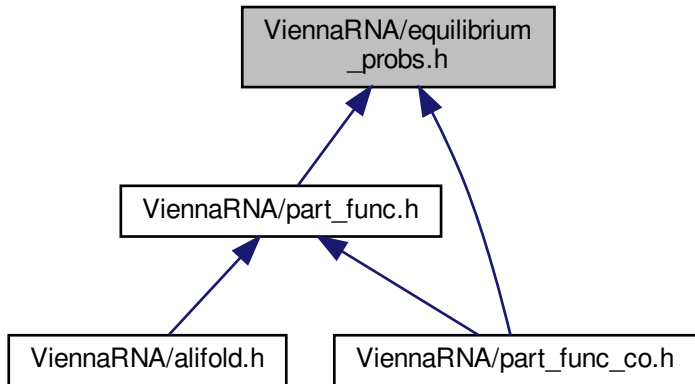 ViennaRNA/equilibrium
_probs.h
ViennaRNA/part_func.h
ViennaRNA/alifold.h
ViennaRNA/part_func_co.h